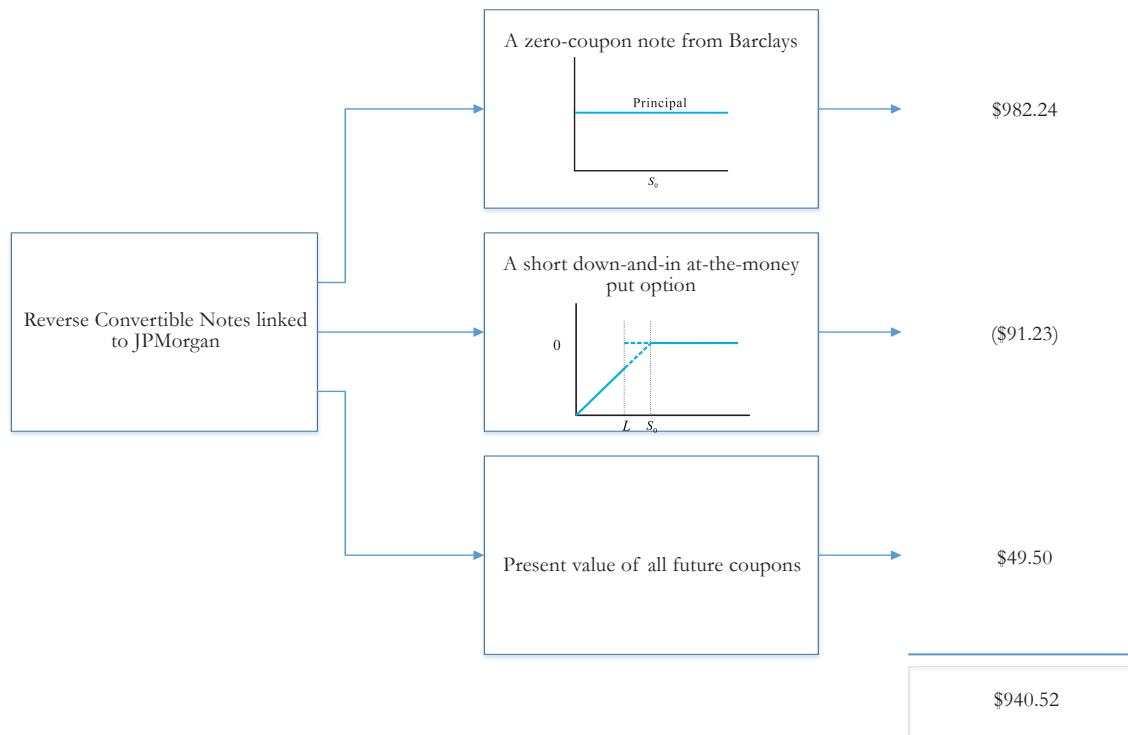 A zero-coupon note from Barclays
Principal
S₀
$982.24
Reverse Convertible Notes linked
to JPMorgan
A short down-and-in at-the-money
put option
0
L S₀
($91.23)
Present value of all future coupons
$49.50
$940.52